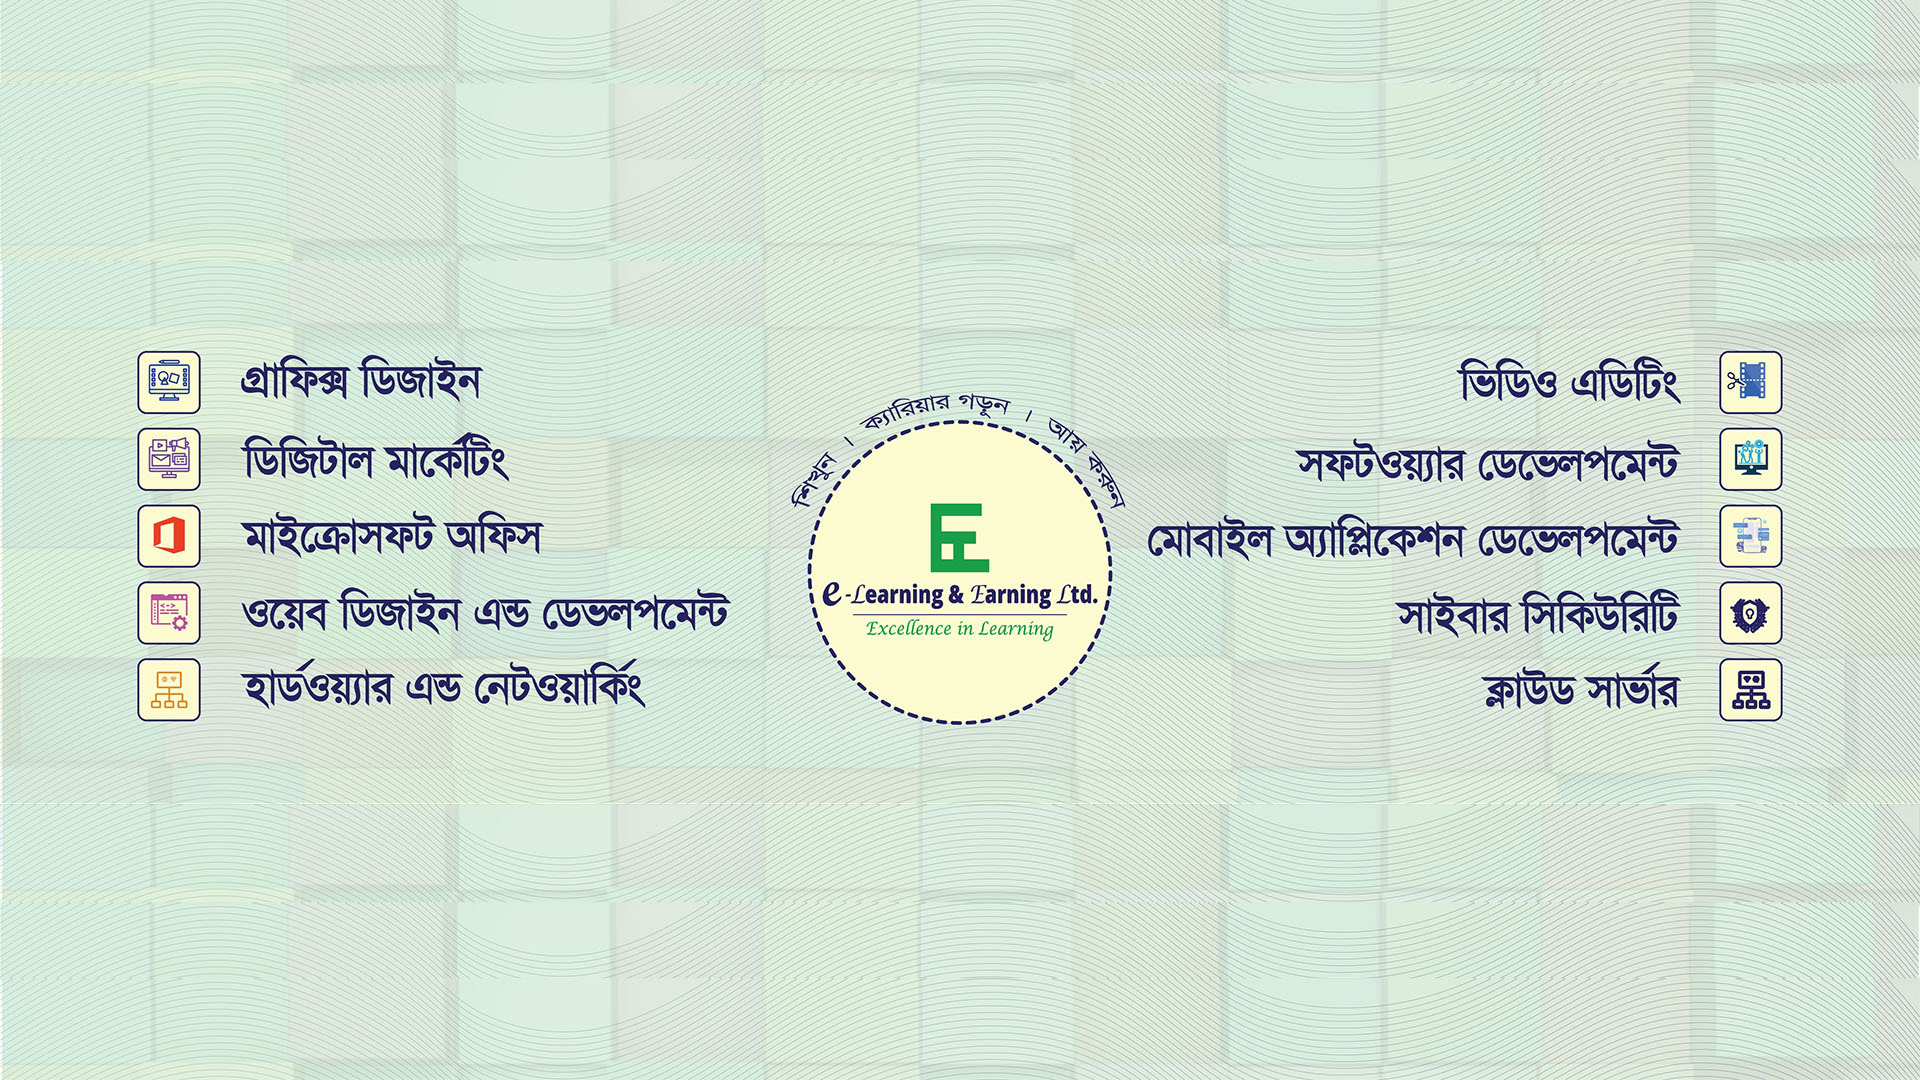 গ্রাফিক্স ডিজাইন
ডিজিটাল মার্কেটিং
মাইক্রোসফট অফিস
ওয়েব ডিজাইন এন্ড ডেভলপমেন্ট
হার্ডওয়্যার এন্ড নেটওয়ার্কিং
শিখুন । ক্যারিয়ার গড়ুন । আয় করুন
e-Learning & Earning Ltd.
Excellence in Learning
ভিডিও এডিটিং
সফটওয়্যার ডেভেলপমেন্ট
মোবাইল অ্যাপ্লিকেশন ডেভেলপমেন্ট
সাইবার সিকিউরিটি
ক্লাউড সার্ভার